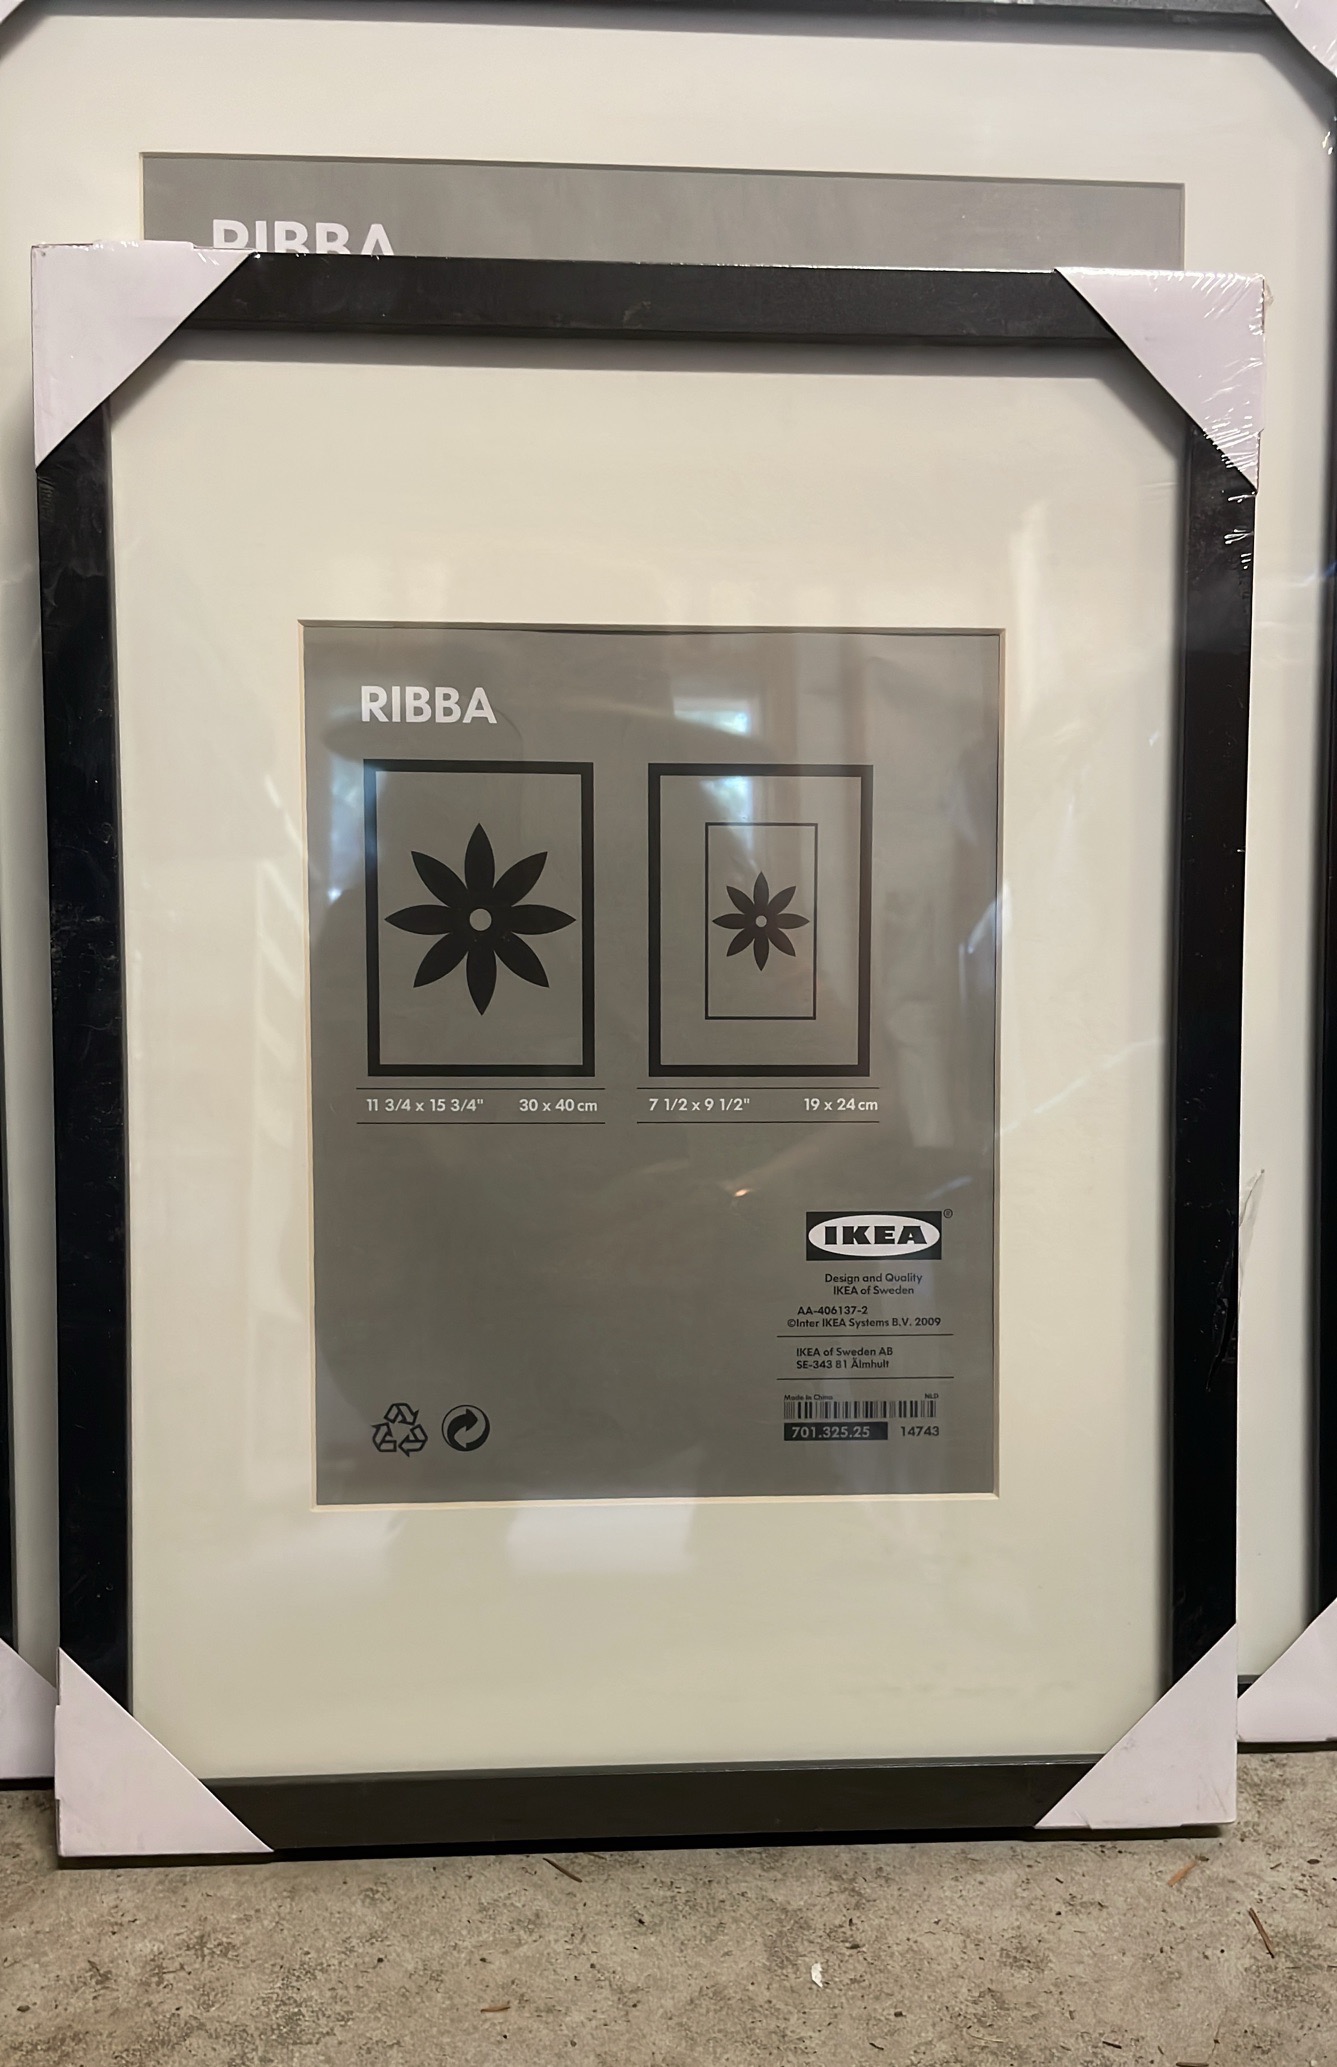 RIBBA
RIBBA
11 3/4 x 15 3/4" 30 x 40 cm
7 1/2 x 9 1/2" 19 x 24 cm
IKEA®
Design and Quality
IKEA of Sweden
AA-406137-2
©Inter IKEA Systems B.V. 2009
IKEA of Sweden AB
SE-343 81 Älmhult
Made in China NLD
701.325.25 14743